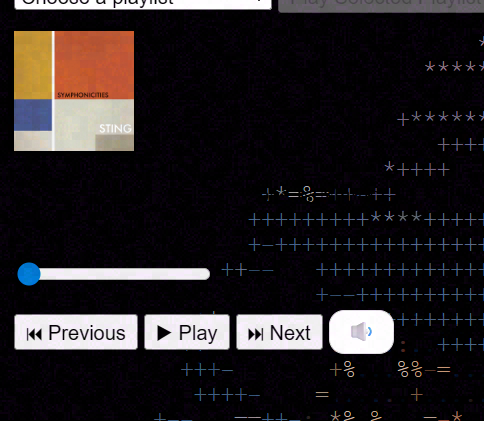 Choose a playlist
Play Selected Playlist
SYMPHONICITIES
STING
⏮ Previous
▶ Play
⏭ Next